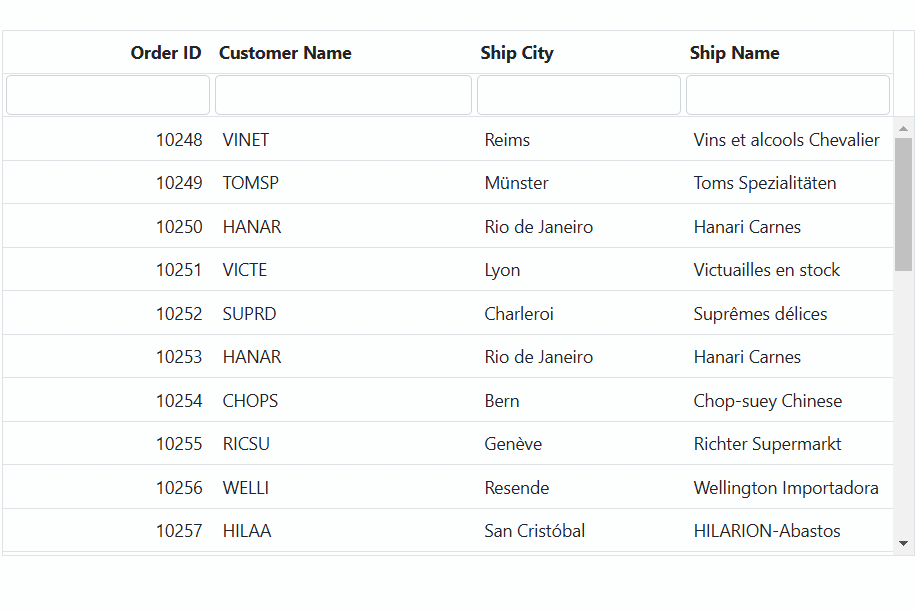 Order ID Customer Name Ship City Ship Name
10248 VINET Reims Vins et alcools Chevalier
10249 TOMSP Münster Toms Spezialitäten
10250 HANAR Rio de Janeiro Hanari Carnes
10251 VICTE Lyon Victuailles en stock
10252 SUPRD Charleroi Suprêmes délices
10253 HANAR Rio de Janeiro Hanari Carnes
10254 CHOPS Bern Chop-suey Chinese
10255 RICSU Genève Richter Supermarkt
10256 WELLI Resende Wellington Importadora
10257 HILAA San Cristóbal HILARION-Abastos